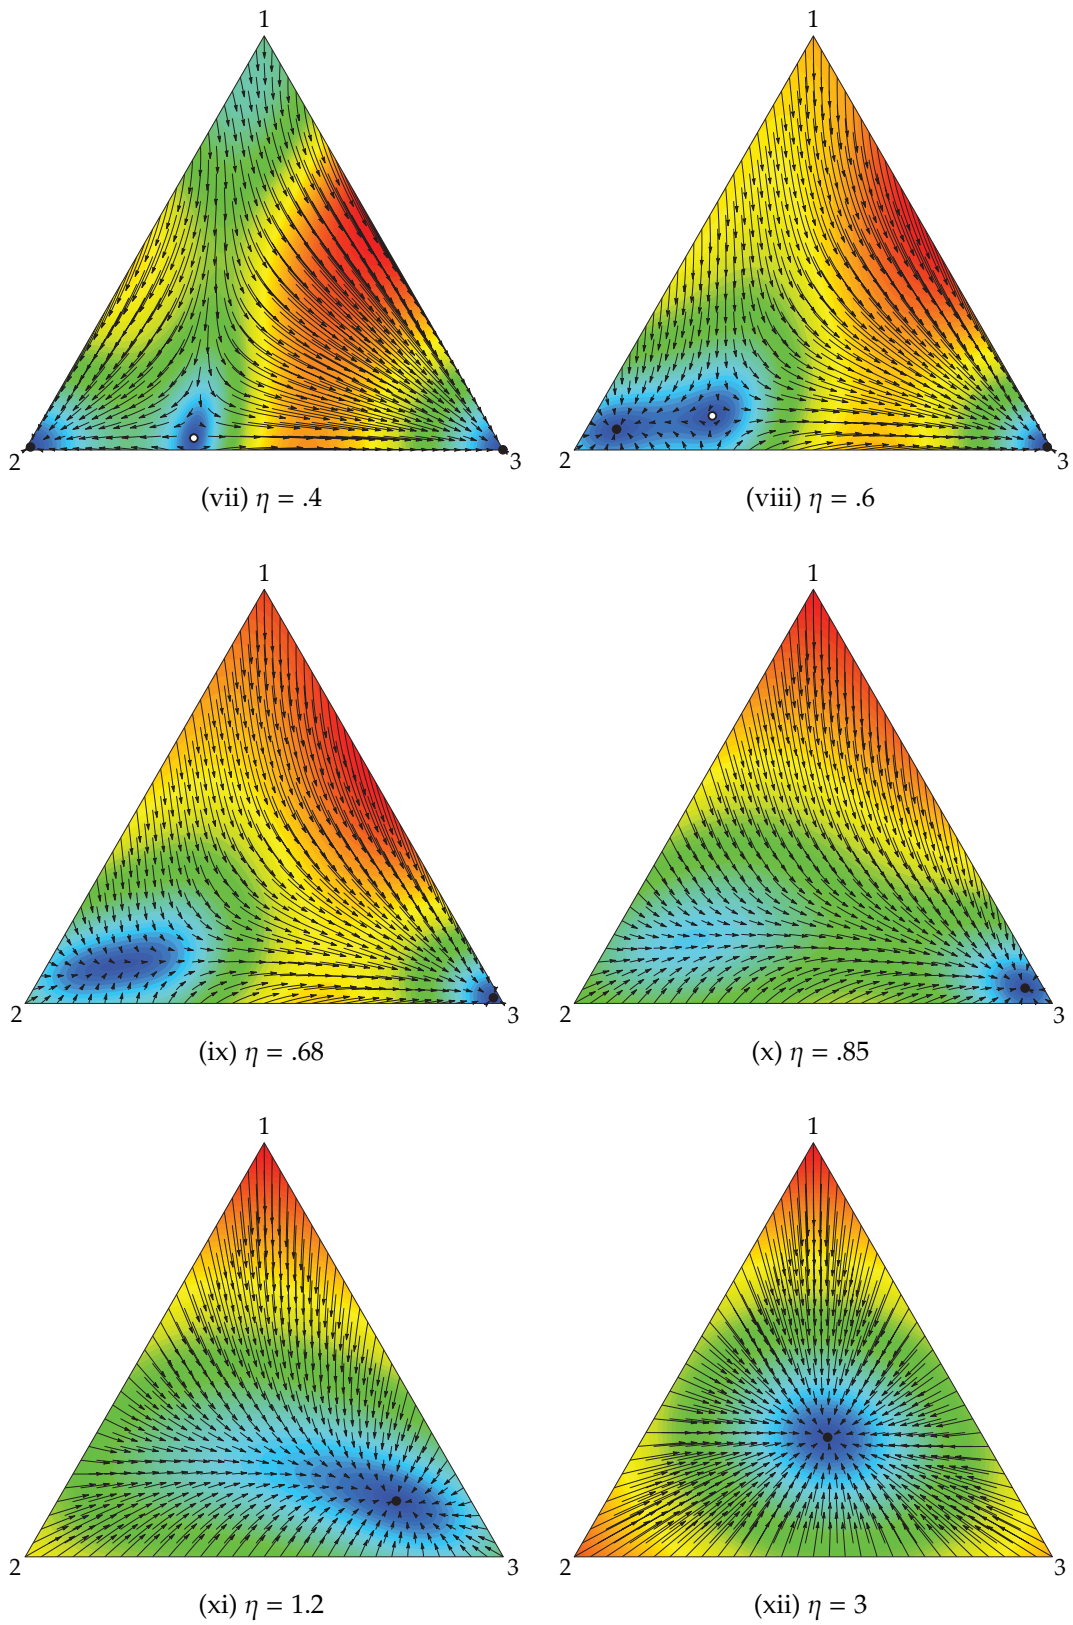 1 1
2 3 2 3
(vii) η = .4 (viii) η = .6
1 1
2 3 2 3
(ix) η = .68 (x) η = .85
1 1
2 3 2 3
(xi) η = 1.2 (xii) η = 3